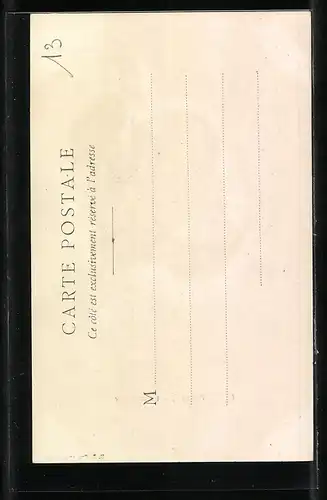 13
CARTE POSTALE
Ce côté est exclusivement réservé à l'adresse
M